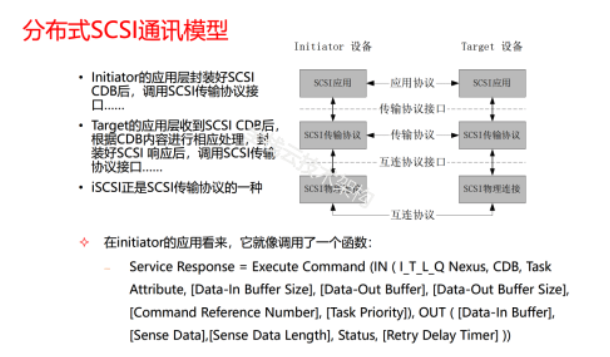 分布式SCSI通讯模型
• Initiator的应用层封装好SCSI
CDB后，调用SCSI传输协议接
口......
• Target的应用层收到SCSI CDB后,
根据CDB内容进行相应处理，封
装好SCSI 响应后，调用SCSI传输
协议接口......
• iSCSI正是SCSI传输协议的一种
Initiator 设备
Target 设备
SCSI应用
应用协议
SCSI应用
传输协议接口
SCSI传输协议
传输协议
SCSI传输协议
互连协议接口
SCSI物理连接
SCSI物理连接
互连协议
在initiator的应用看来，它就像调用了一个函数：
– Service Response = Execute Command (IN ( I_T_L_Q Nexus, CDB, Task
Attribute, [Data-In Buffer Size], [Data-Out Buffer], [Data-Out Buffer Size],
[Command Reference Number], [Task Priority]), OUT ( [Data-In Buffer],
[Sense Data],[Sense Data Length], Status, [Retry Delay Timer] ))